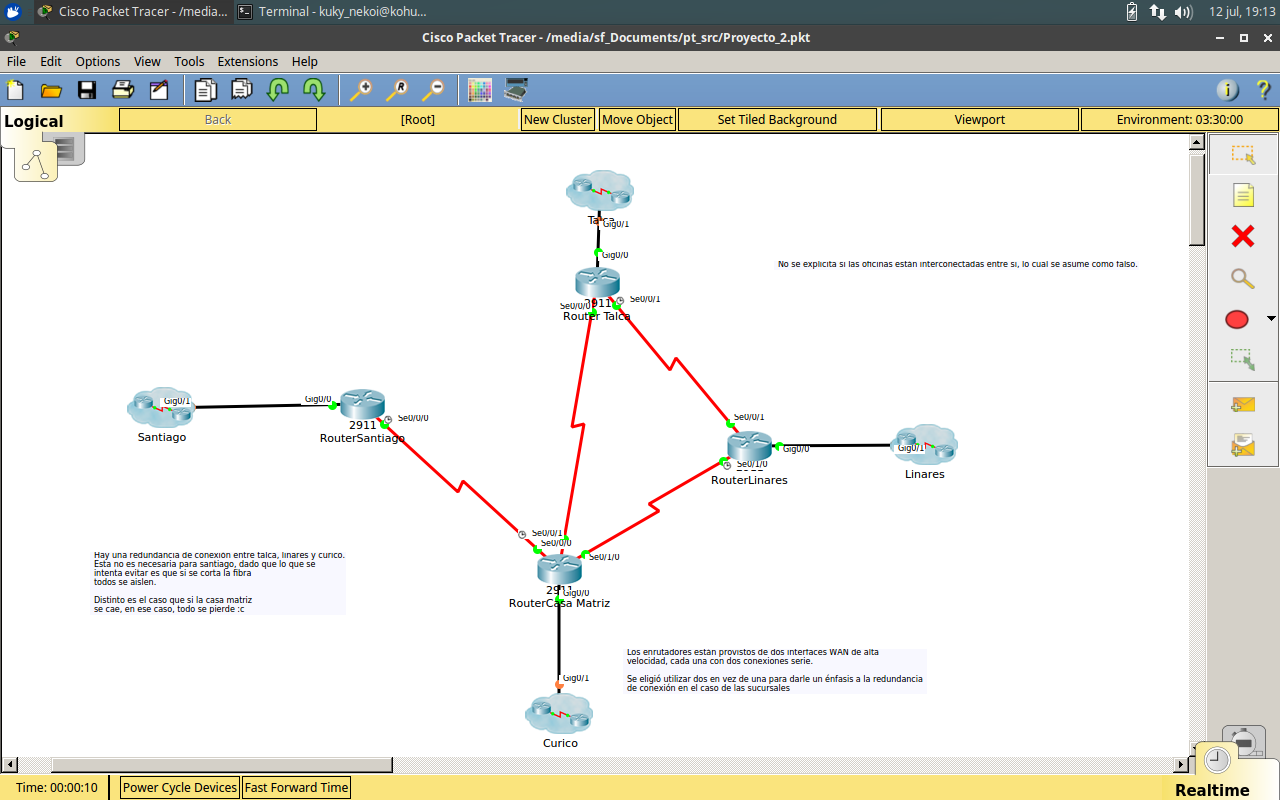 Cisco Packet Tracer - /media...
Terminal - kuky_nekoi@kohu...
12 jul, 19:13
Cisco Packet Tracer - /media/sf_Documents/pt_src/Proyecto_2.pkt
File Edit Options View Tools Extensions Help
Logical
Back
[Root]
New Cluster
Move Object
Set Tiled Background
Viewport
Environment: 03:30:00
Talca
Gig0/1
Gig0/0
No se explicita si las oficinas están interconectadas entre si, lo cual se asume como falso.
Se0/0/0
2911
Se0/0/1
Router Talca
Gig0/1
Santiago
Gig0/0
Se0/0/0
2911
RouterSantiago
Se0/0/1
Gig0/0
Se0/1/0
RouterLinares
Gig0/1
Linares
Se0/0/1
Se0/0/0
Se0/1/0
2911
Gig0/0
RouterCasa Matriz
Hay una redundancia de conexión entre talca, linares y curico.
Esta no es necesaria para santiago, dado que lo que se
intenta evitar es que si se corta la fibra
todos se aislen.
Distinto es el caso que si la casa matriz
se cae, en ese caso, todo se pierde :c
Los enrutadores están provistos de dos interfaces WAN de alta
velocidad, cada una con dos conexiones serie.
Se eligió utilizar dos en vez de una para darle un énfasis a la redundancia
de conexión en el caso de las sucursales
Gig0/1
Curico
Time: 00:00:10
Power Cycle Devices
Fast Forward Time
Realtime